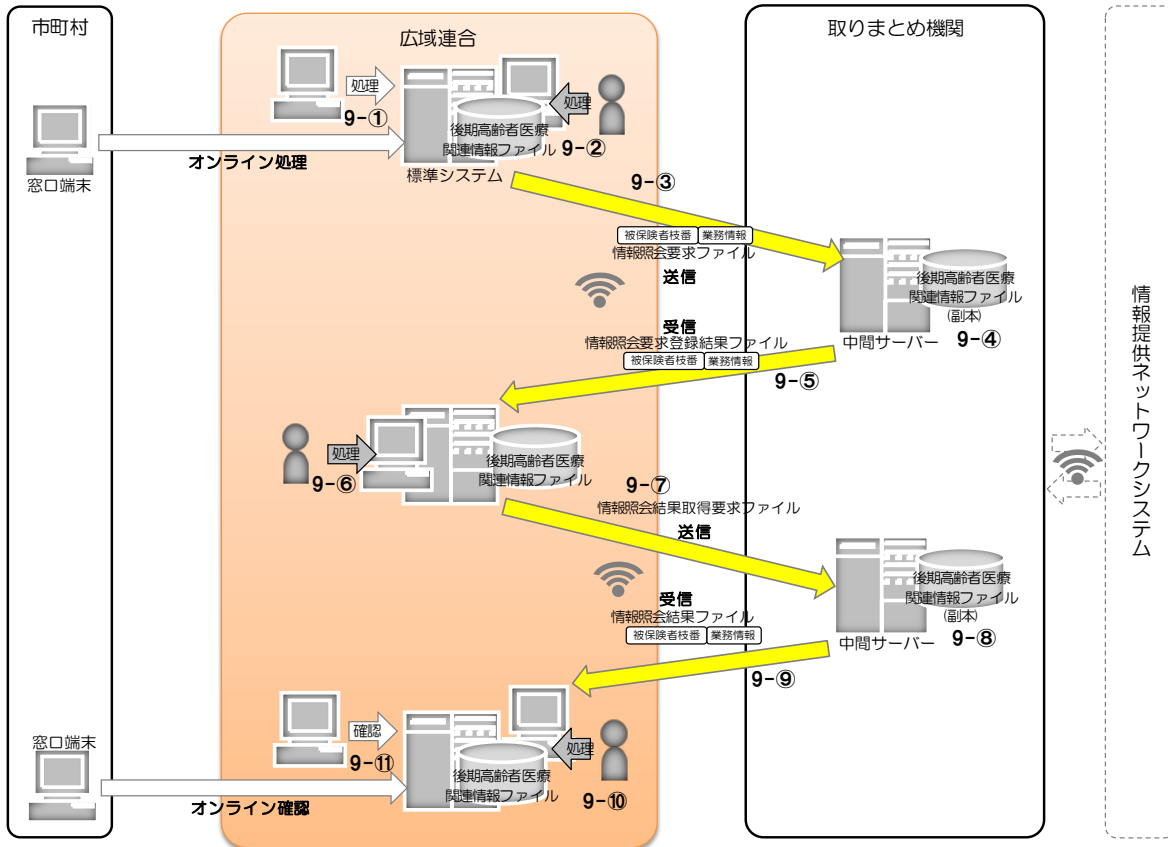 市町村
広域連合
取りまとめ機関
処理
9-①
処理
後期高齢者医療
関連情報ファイル
9-②
標準システム
オンライン処理
窓口端末
9-③
被保険者枝番 業務情報
情報照会要求ファイル
送信
後期高齢者医療
関連情報ファイル
(副本)
中間サーバー
9-④
受信
情報照会要求登録結果ファイル
被保険者枝番 業務情報
9-⑤
処理
9-⑥
後期高齢者医療
関連情報ファイル
9-⑦
情報照会結果取得要求ファイル
送信
後期高齢者医療
関連情報ファイル
(副本)
中間サーバー
9-⑧
受信
情報照会結果ファイル
被保険者枝番 業務情報
9-⑨
確認
9-⑪
処理
後期高齢者医療
関連情報ファイル
9-⑩
窓口端末
オンライン確認
情報提供ネットワークシステム